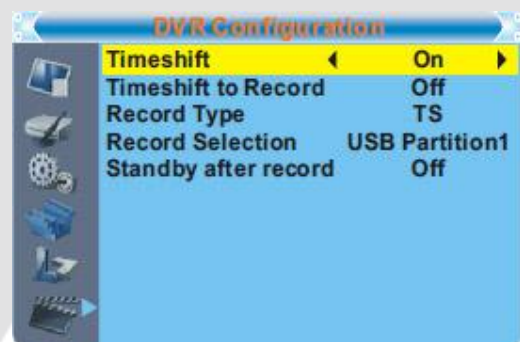 DVR Configuration
Timeshift On
Timeshift to Record Off
Record Type TS
Record Selection USB Partition1
Standby after record Off